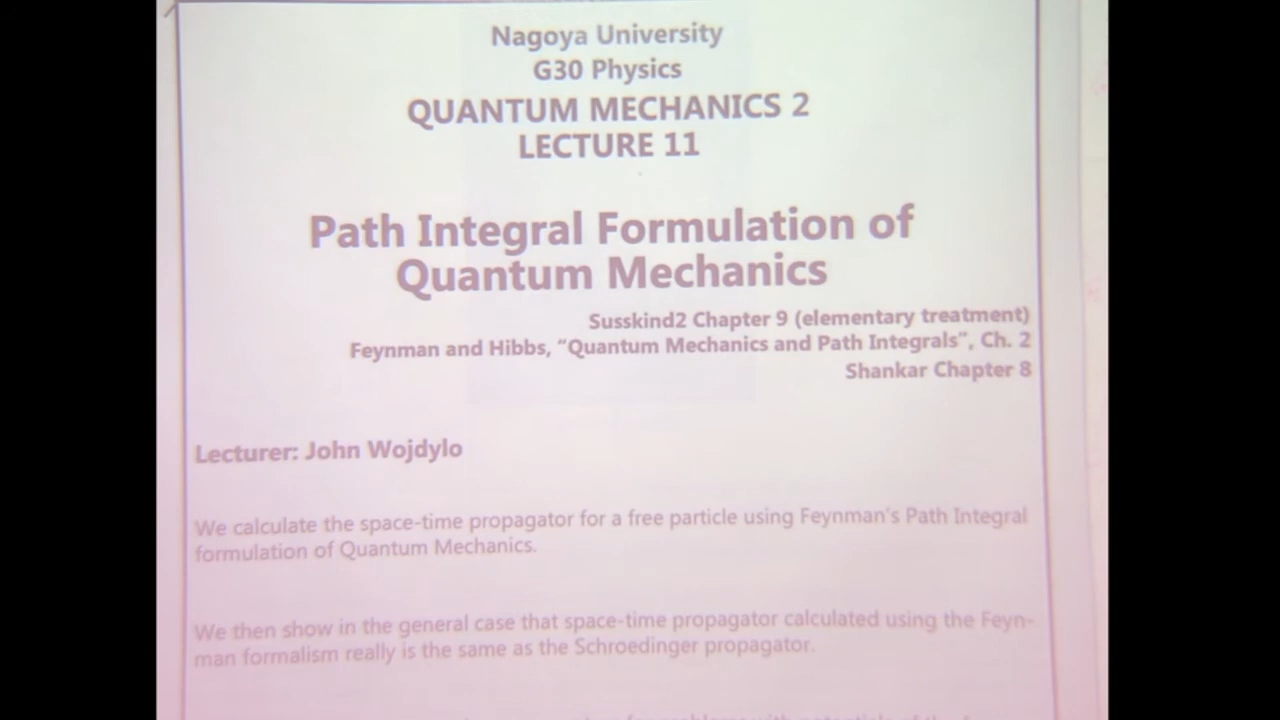 Nagoya University
G30 Physics
QUANTUM MECHANICS 2
LECTURE 11
Path Integral Formulation of
Quantum Mechanics
Susskind2 Chapter 9 (elementary treatment)
Feynman and Hibbs, “Quantum Mechanics and Path Integrals”, Ch. 2
Shankar Chapter 8
Lecturer: John Wojdylo
We calculate the space-time propagator for a free particle using Feynman's Path Integral
formulation of Quantum Mechanics.
We then show in the general case that space-time propagator calculated using the Feyn-
man formalism really is the same as the Schroedinger propagator.